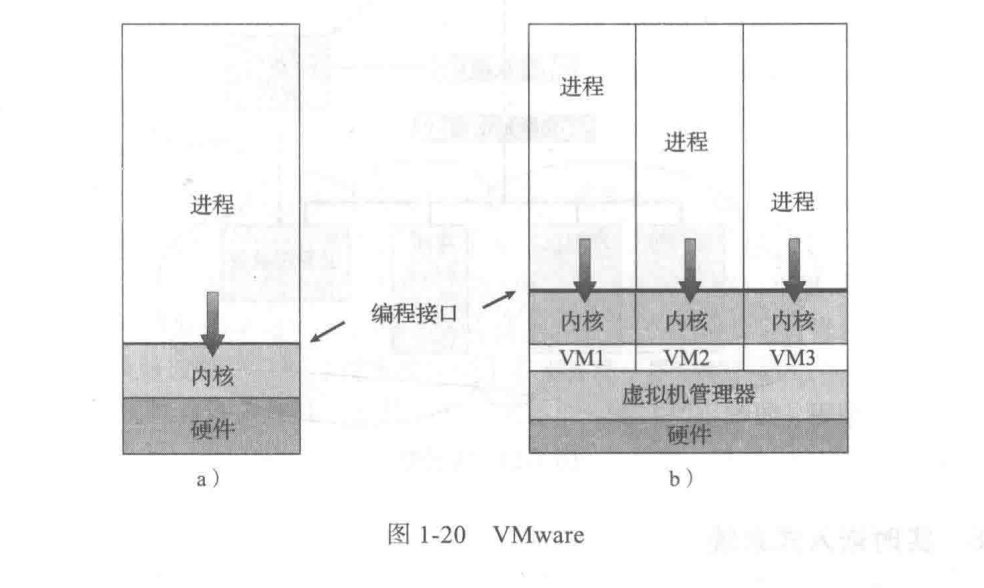 进程
进程
进程
进程
编程接口
内核
内核
内核
内核
VM1
VM2
VM3
虚拟机管理器
硬件
硬件
a）
b）
图 1-20 VMware